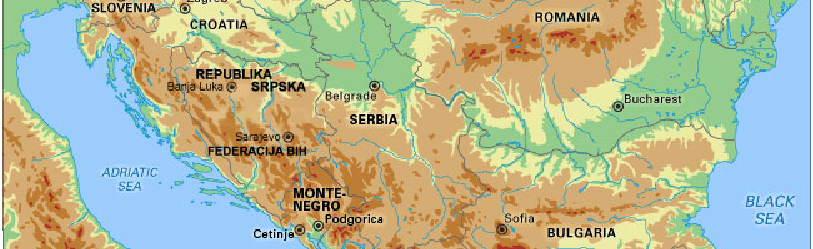 SLOVENIA
Zagreb
CROATIA
ROMANIA
REPUBLIKA
SRPSKA
Banja Luka
Belgrade
Bucharest
SERBIA
Sarajevo
FEDERACIJA BIH
ADRIATIC
SEA
MONTE-
NEGRO
Podgorica
Cetinje
Sofia
BULGARIA
BLACK
SEA